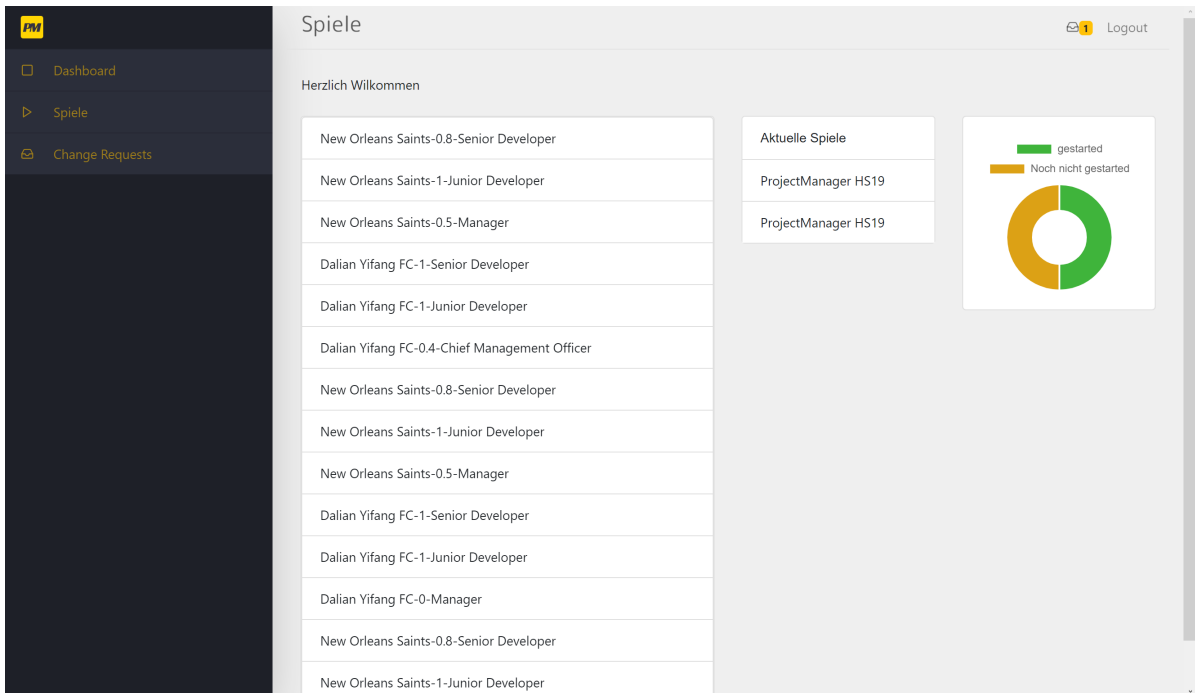 PM
Dashboard
Spiele
Change Requests
Spiele
1 Logout
Herzlich Wilkommen
New Orleans Saints-0.8-Senior Developer
New Orleans Saints-1-Junior Developer
New Orleans Saints-0.5-Manager
Dalian Yifang FC-1-Senior Developer
Dalian Yifang FC-1-Junior Developer
Dalian Yifang FC-0.4-Chief Management Officer
New Orleans Saints-0.8-Senior Developer
New Orleans Saints-1-Junior Developer
New Orleans Saints-0.5-Manager
Dalian Yifang FC-1-Senior Developer
Dalian Yifang FC-1-Junior Developer
Dalian Yifang FC-0-Manager
New Orleans Saints-0.8-Senior Developer
New Orleans Saints-1-Junior Developer
Aktuelle Spiele
ProjectManager HS19
ProjectManager HS19
gestarted
Noch nicht gestarted